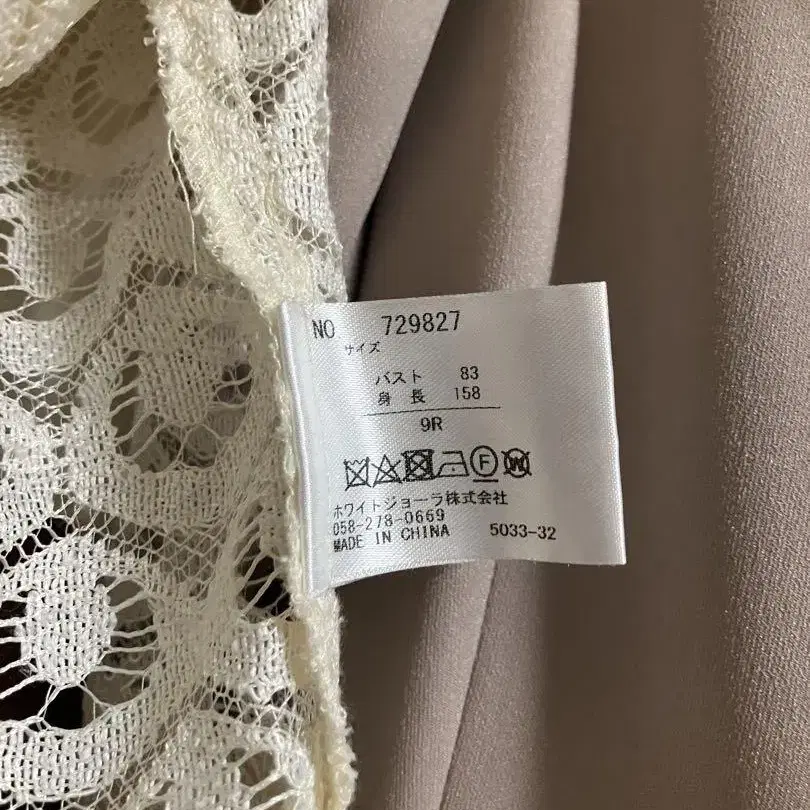 NO 729827
サイズ
バスト 83
身長 158
9R
F W
ホワイトジョーラ株式会社
058-278-0669
MADE IN CHINA 5033-32